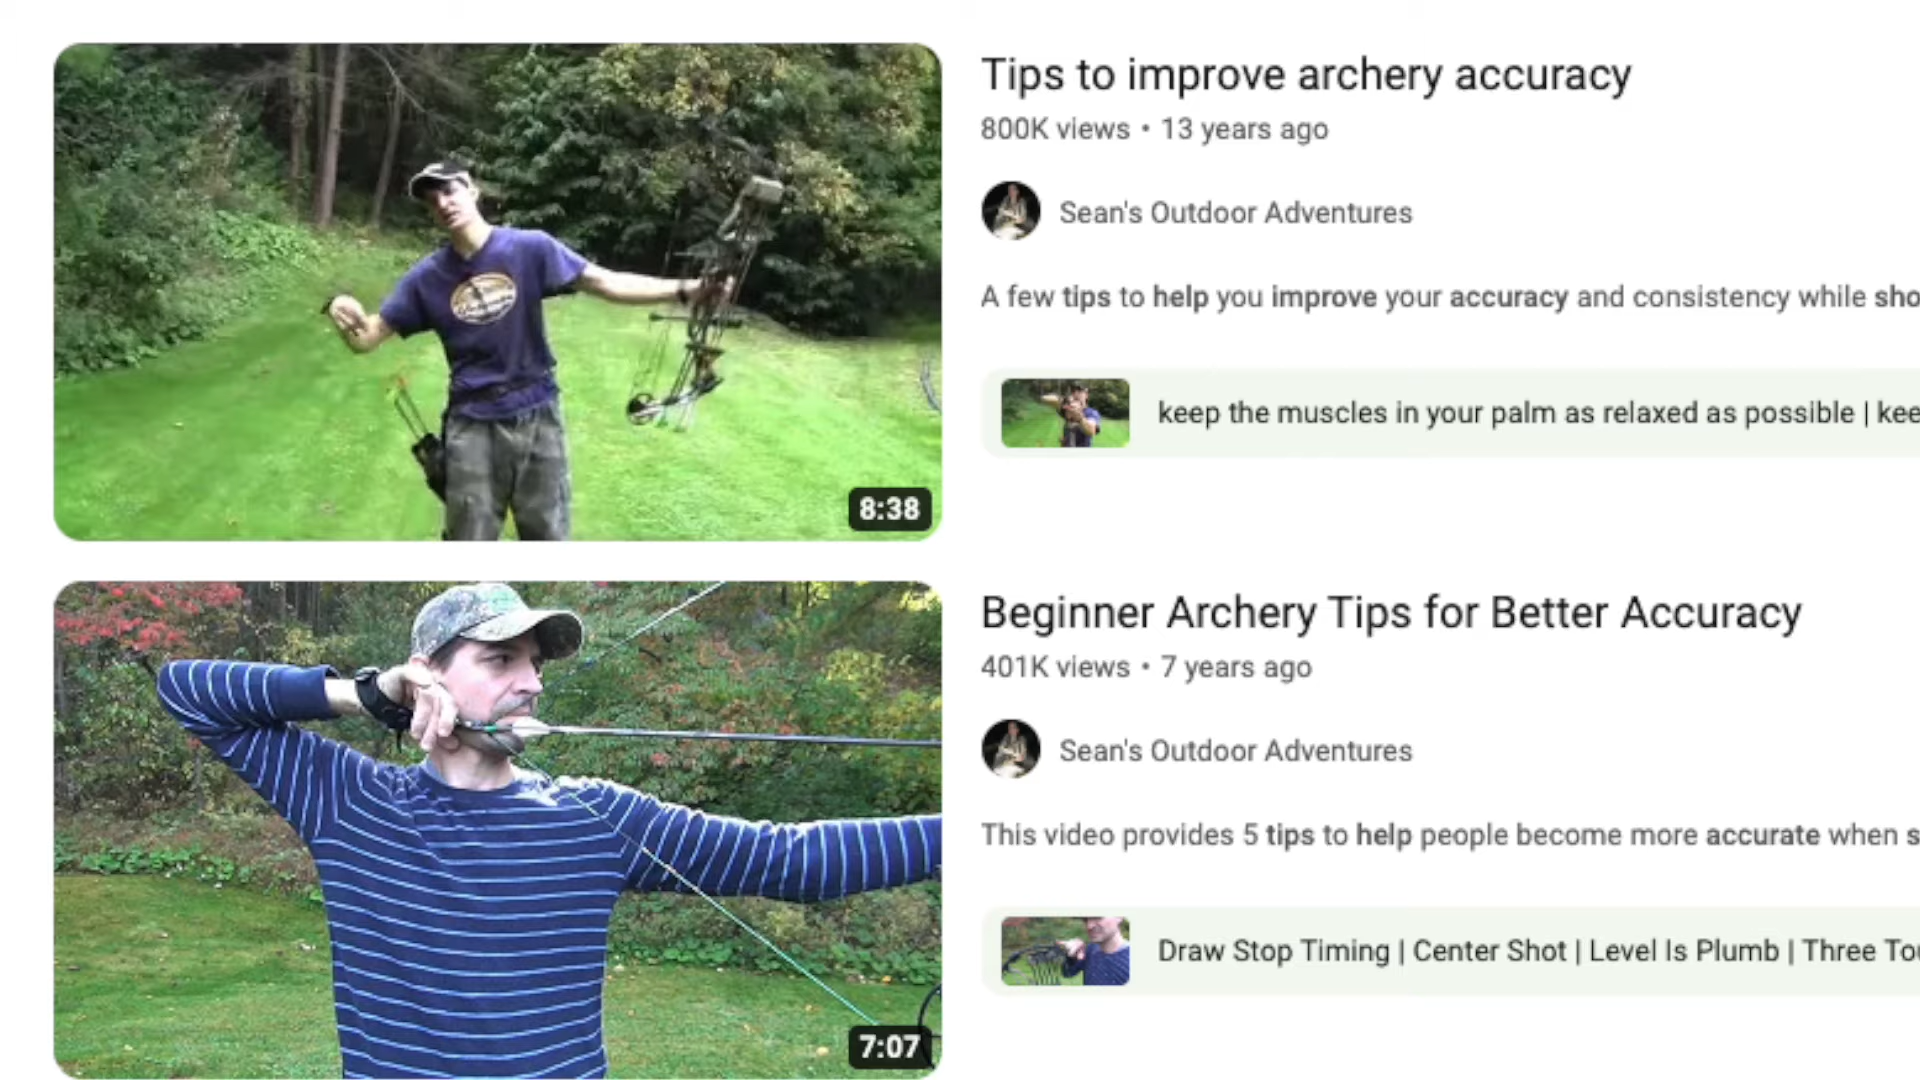 Tips to improve archery accuracy
800K views • 13 years ago
Sean's Outdoor Adventures
A few tips to help you improve your accuracy and consistency while sho
keep the muscles in your palm as relaxed as possible | kee
8:38
Beginner Archery Tips for Better Accuracy
401K views • 7 years ago
Sean's Outdoor Adventures
This video provides 5 tips to help people become more accurate when s
Draw Stop Timing | Center Shot | Level Is Plumb | Three To
7:07